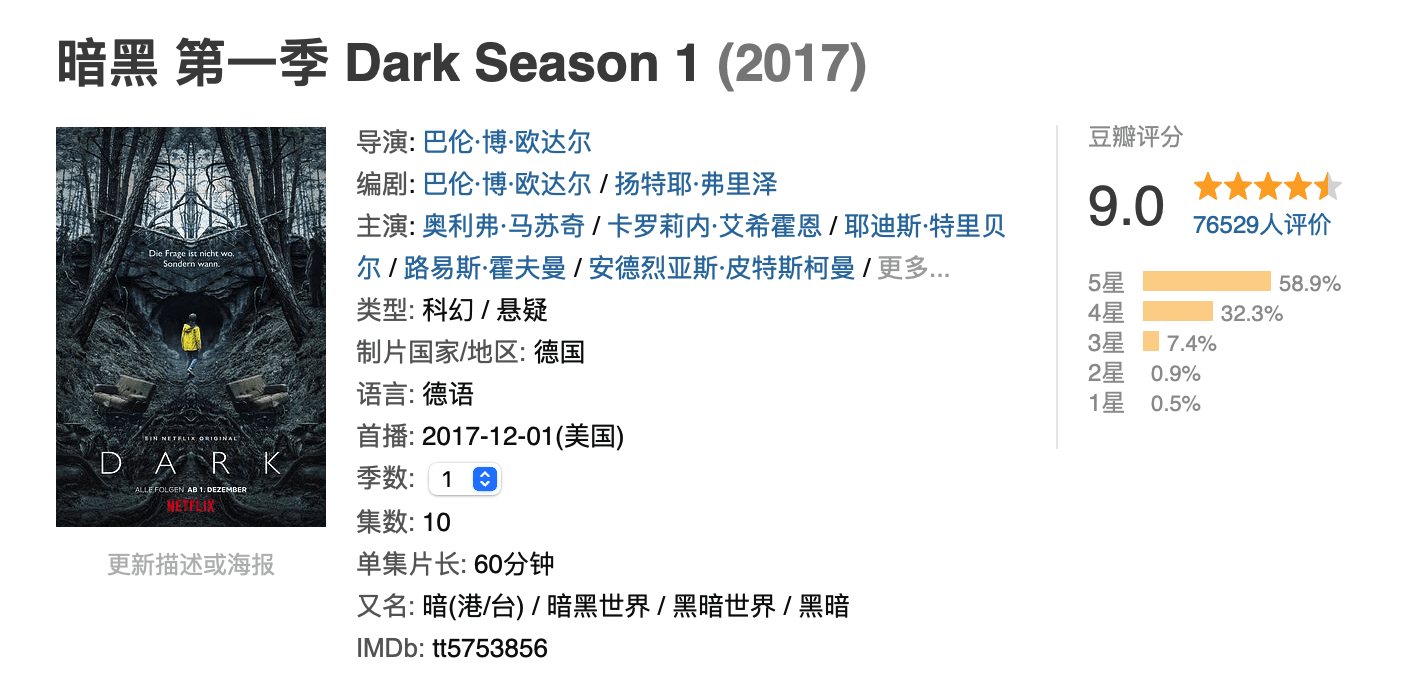 暗黑 第一季 Dark Season 1 (2017)
Die Frage ist nicht wo.
Sondern wann.
EIN NETFLIX ORIGINAL
DARK
ALLE FOLGEN AB 1. DEZEMBER
NETFLIX
更新描述或海报
导演: 巴伦·博·欧达尔
编剧: 巴伦·博·欧达尔 / 扬特耶·弗里泽
主演: 奥利弗·马苏奇 / 卡罗莉内·艾希霍恩 / 耶迪斯·特里贝
尔 / 路易斯·霍夫曼 / 安德烈亚斯·皮特斯柯曼 / 更多...
类型: 科幻 / 悬疑
制片国家/地区: 德国
语言: 德语
首播: 2017-12-01(美国)
季数: 1
集数: 10
单集片长: 60分钟
又名: 暗(港/台) / 暗黑世界 / 黑暗世界 / 黑暗
IMDb: tt5753856
豆瓣评分
9.0
76529人评价
5星 58.9%
4星 32.3%
3星 7.4%
2星 0.9%
1星 0.5%